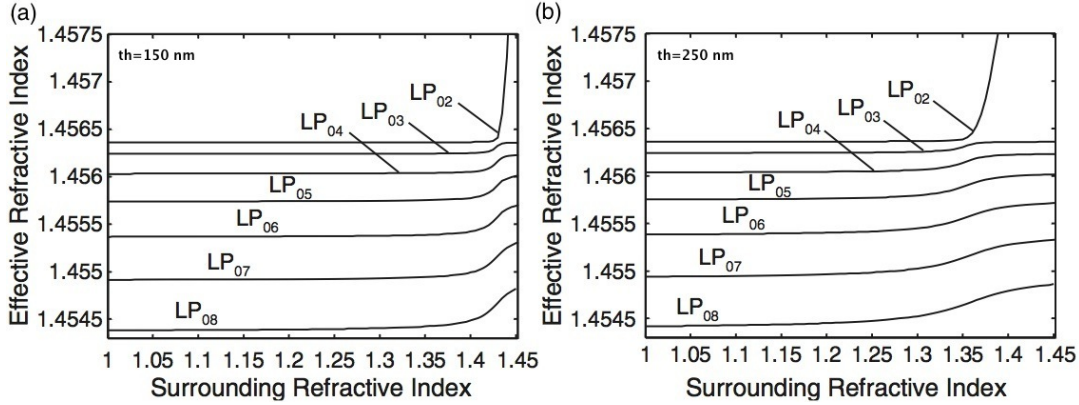 (a)
th=150 nm
Effective Refractive Index
1.4575
1.457
1.4565
1.456
1.4555
1.455
1.4545
LP02
LP03
LP04
LP05
LP06
LP07
LP08
1 1.05 1.1 1.15 1.2 1.25 1.3 1.35 1.4 1.45
Surrounding Refractive Index
(b)
th=250 nm
Effective Refractive Index
1.4575
1.457
1.4565
1.456
1.4555
1.455
1.4545
LP02
LP03
LP04
LP05
LP06
LP07
LP08
1 1.05 1.1 1.15 1.2 1.25 1.3 1.35 1.4 1.45
Surrounding Refractive Index